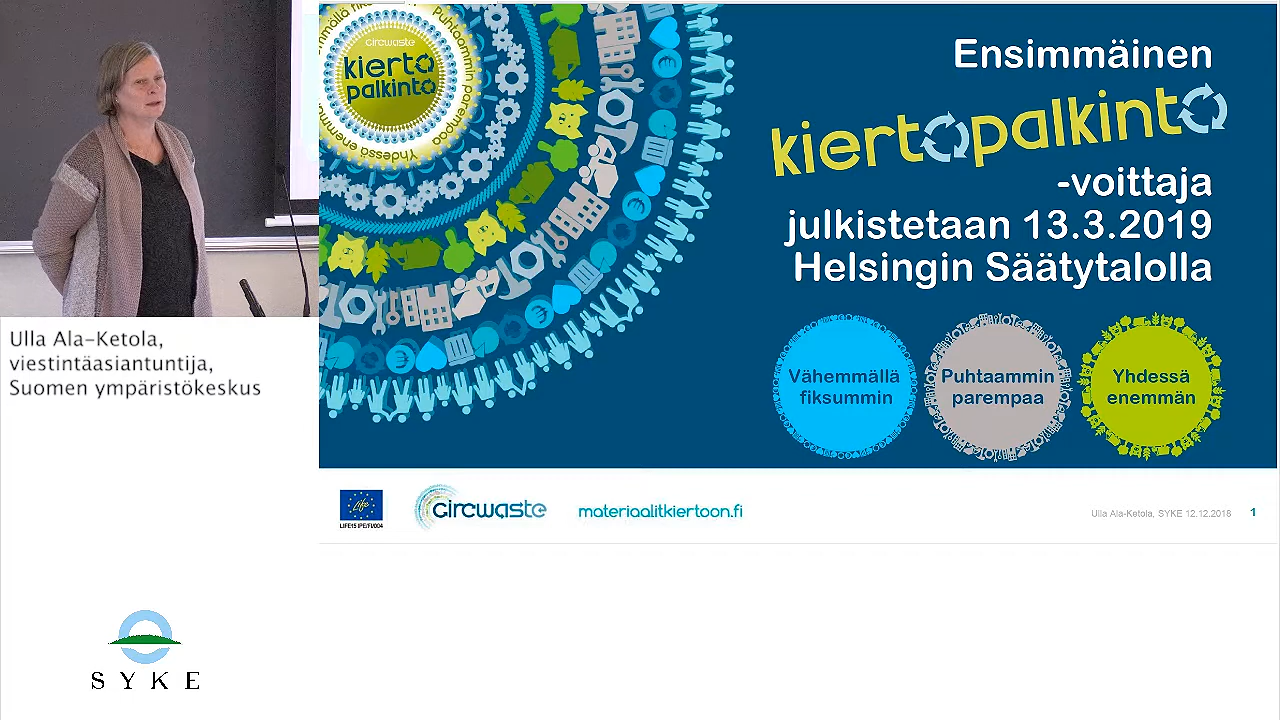 Ulla Ala-Ketola,
viestintäasiantuntija,
Suomen ympäristökeskus
SYKE
circwaste
kierto
palkinto
Puhtaammin parempaa
Yhdessä enemmän
Ensimmäinen
kiertopalkinto
-voittaja
julkistetaan 13.3.2019
Helsingin Säätytalolla
Vähemmällä
fiksummin
Puhtaammin
parempaa
Yhdessä
enemmän
Life
LIFE15 IPE/FI/004
circwaste
materiaalitkiertoon.fi
Ulla Ala-Ketola, SYKE 12.12.2018
1